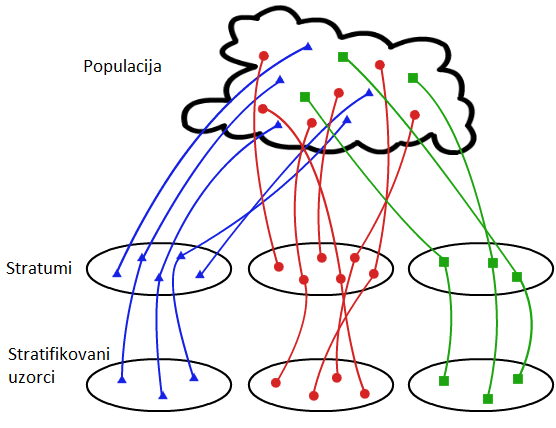 Populacija
Stratumi
Stratifikovani
uzorci